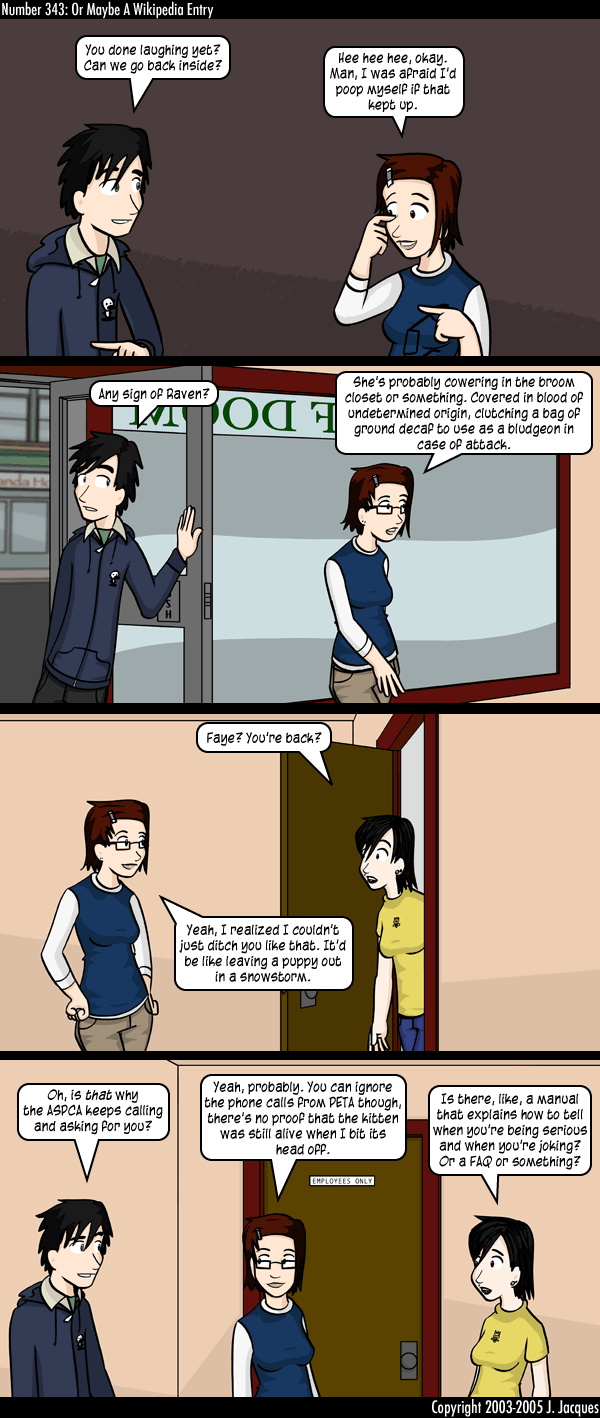 Number 343: Or Maybe A Wikipedia Entry
You done laughing yet?
Can we go back inside?
Hee hee hee, okay.
Man, I was afraid I'd
poop myself if that
kept up.
Any sign of Raven?
She's probably cowering in the broom
closet or something. Covered in blood of
undetermined origin, clutching a bag of
ground decaf to use as a bludgeon in
case of attack.
F DOOM
anda Ho
SH
Faye? You're back?
Yeah, I realized I couldn't
just ditch you like that. It'd
be like leaving a puppy out
in a snowstorm.
Oh, is that why
the ASPCA keeps calling
and asking for you?
Yeah, probably. You can ignore
the phone calls from PETA though,
there's no proof that the kitten
was still alive when I bit its
head off.
Is there, like, a manual
that explains how to tell
when you're being serious
and when you're joking?
Or a FAQ or something?
EMPLOYEES ONLY
Copyright 2003-2005 J. Jacques